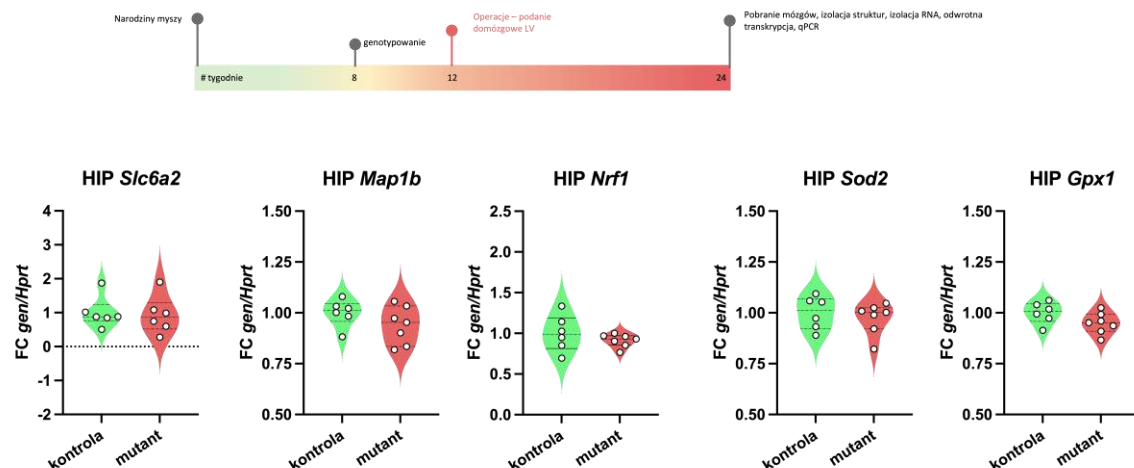 Narodziny myszy
genotypowanie
Operacje – podanie
domózgowe LV
Pobranie mózgów, izolacja struktur, izolacja RNA, odwrotna
transkrypcja, qPCR
# tygodnie 8 12 24
HIP Slc6a2
FC gen/Hprt
4
3
2
1
0
-1
-2
kontrola
mutant
HIP Map1b
FC gen/Hprt
1.50
1.25
1.00
0.75
0.50
kontrola
mutant
HIP Nrf1
FC gen/Hprt
2.5
2.0
1.5
1.0
0.5
0.0
kontrola
mutant
HIP Sod2
FC gen/Hprt
1.50
1.25
1.00
0.75
0.50
kontrola
mutant
HIP Gpx1
FC gen/Hprt
1.50
1.25
1.00
0.75
0.50
kontrola
mutant